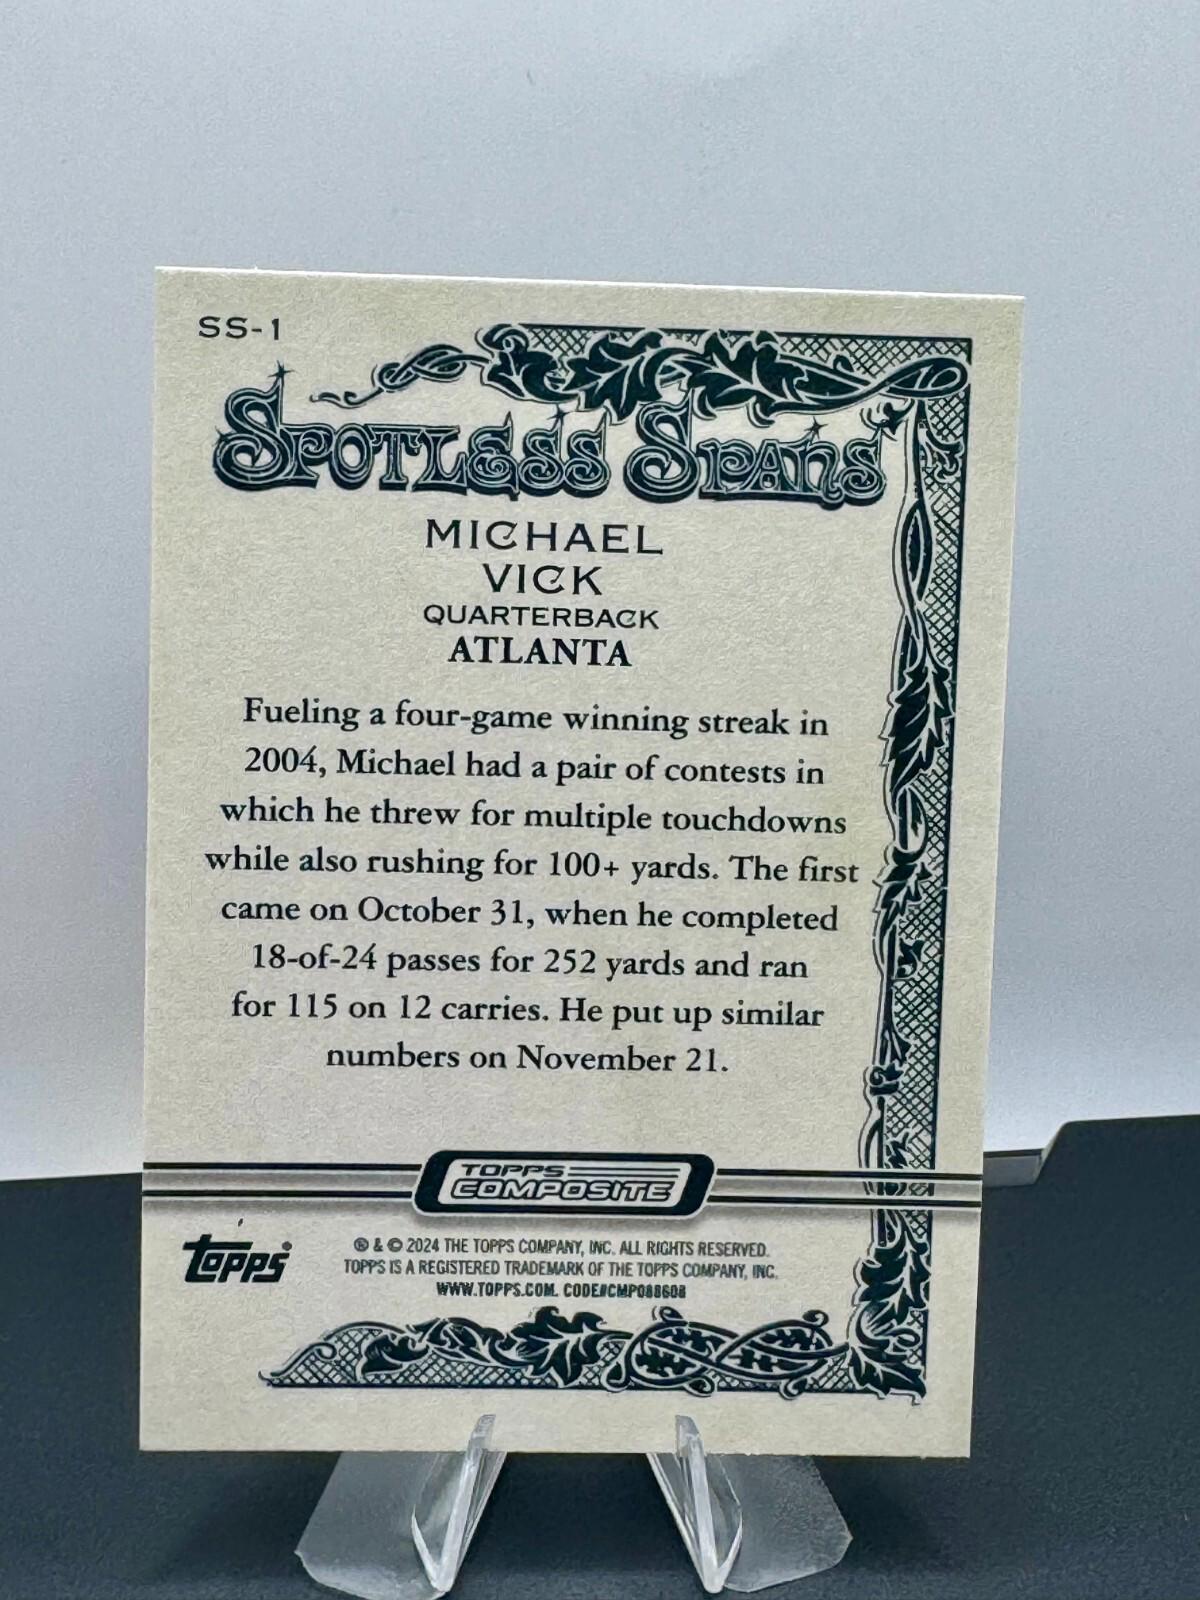 SS-1
SPOTLESS SPANS
MICHAEL
VICK
QUARTERBACK
ATLANTA
Fueling a four-game winning streak in
2004, Michael had a pair of contests in
which he threw for multiple touchdowns
while also rushing for 100+ yards. The first
came on October 31, when he completed
18-of-24 passes for 252 yards and ran
for 115 on 12 carries. He put up similar
numbers on November 21.
TOPPS
COMPOSITE
topps
® & © 2024 THE TOPPS COMPANY, INC. ALL RIGHTS RESERVED.
TOPPS IS A REGISTERED TRADEMARK OF THE TOPPS COMPANY, INC.
WWW.TOPPS.COM. CODE#CMP088608